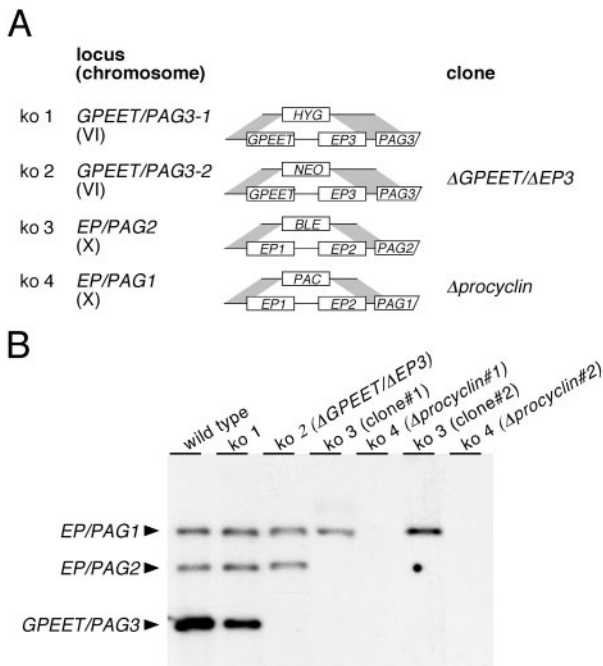 A
locus
(chromosome)
clone
ko 1
GPEET/PAG3-1
(VI)
HYG
GPEET
EP3
PAG3
ko 2
GPEET/PAG3-2
(VI)
NEO
GPEET
EP3
PAG3
ΔGPEET/ΔEP3
ko 3
EP/PAG2
(X)
BLE
EP1
EP2
PAG2
ko 4
EP/PAG1
(X)
PAC
EP1
EP2
PAG1
Δprocyclin
B
wild type
ko 1
ko 2 (ΔGPEET/ΔEP3)
ko 3 (clone#1)
ko 4 (Δprocyclin#1)
ko 3 (clone#2)
ko 4 (Δprocyclin#2)
EP/PAG1
EP/PAG2
GPEET/PAG3